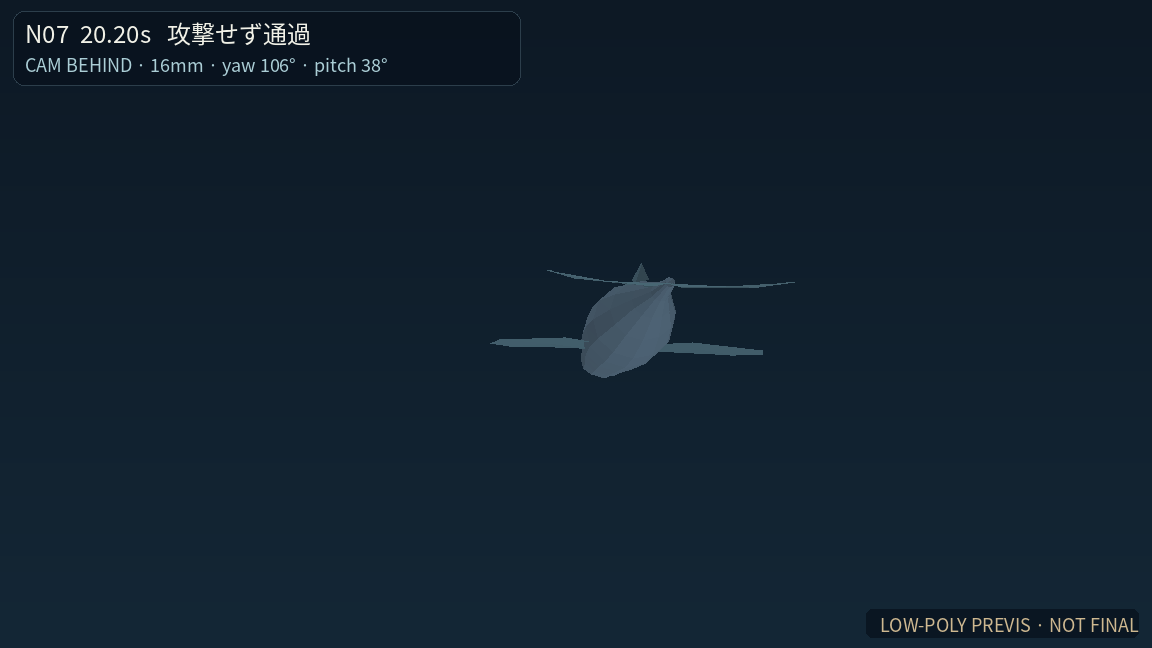 N07 20.20s 攻撃せず通過
CAM BEHIND · 16mm · yaw 106° · pitch 38°
LOW-POLY PREVIS · NOT FINAL